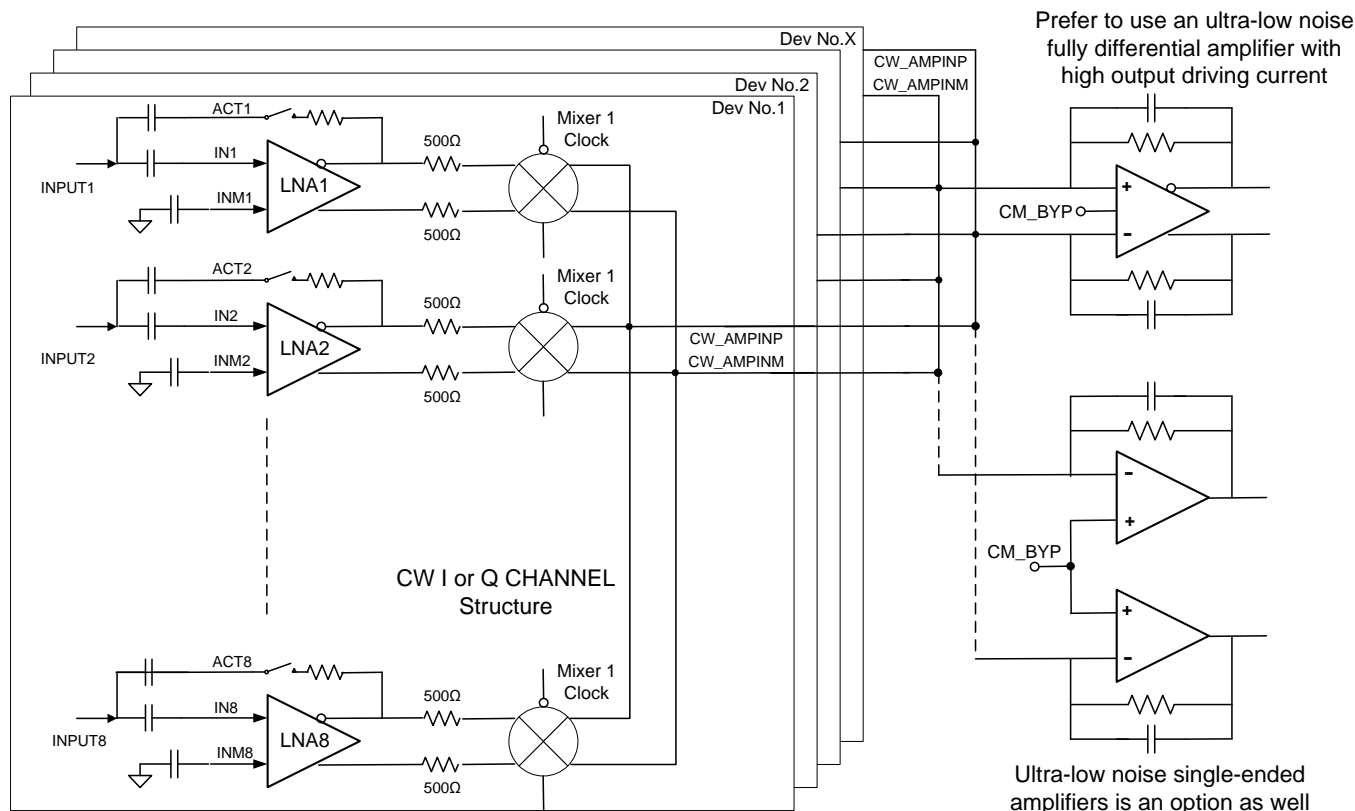 Dev No.X
Dev No.2
Dev No.1
CW_AMPINP
CW_AMPINM
Prefer to use an ultra-low noise
fully differential amplifier with
high output driving current
ACT1
500Ω
Mixer 1
Clock
INPUT1
IN1
LNA1
INM1
500Ω
+
CM_BYP
-
ACT2
500Ω
Mixer 1
Clock
INPUT2
IN2
LNA2
INM2
500Ω
CW_AMPINP
CW_AMPINM
-
+
CM_BYP
+
-
CW I or Q CHANNEL
Structure
ACT8
500Ω
Mixer 1
Clock
INPUT8
IN8
LNA8
INM8
500Ω
Ultra-low noise single-ended
amplifiers is an option as well